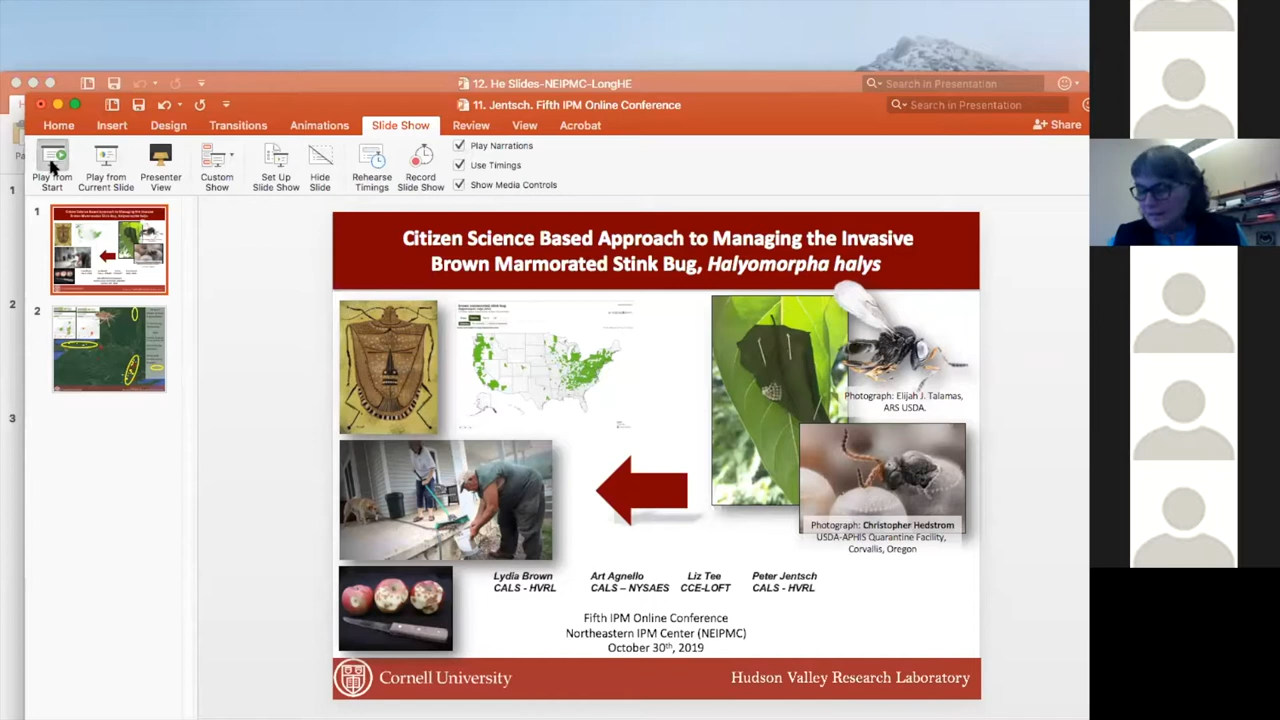 12. He Slides-NEIPMC-LongHE
Search in Presentation
11. Jentsch. Fifth IPM Online Conference
Search in Presentation
Home
Insert
Design
Transitions
Animations
Slide Show
Review
View
Acrobat
Share
Play from
Start
Play from
Current Slide
Presenter
View
Custom
Show
Set Up
Slide Show
Hide
Slide
Rehearse
Timings
Record
Slide Show
Play Narrations
Use Timings
Show Media Controls
1
2
3
1
2
Citizen Science Based Approach to Managing the Invasive
Brown Marmorated Stink Bug, Halyomorpha halys
Photograph: Elijah J. Talamas,
ARS USDA.
Photograph: Christopher Hedstrom
USDA-APHIS Quarantine Facility,
Corvallis, Oregon
Lydia Brown
CALS - HVRL
Art Agnello
CALS – NYSAES
Liz Tee
CCE-LOFT
Peter Jentsch
CALS - HVRL
Fifth IPM Online Conference
Northeastern IPM Center (NEIPMC)
October 30th, 2019
Cornell University
Hudson Valley Research Laboratory